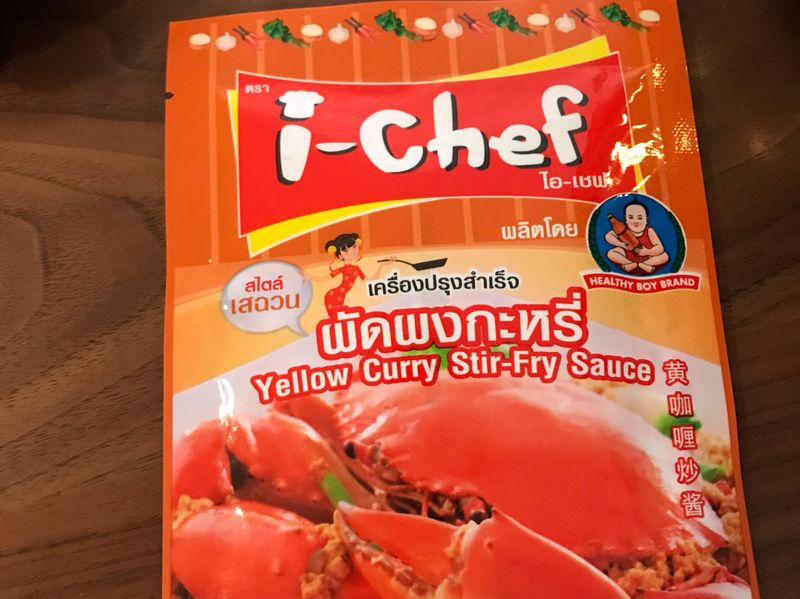 ตรา
i-Chef
ไอ-เชฟ
ผลิตโดย
HEALTHY BOY BRAND
สไตล์
เสฉวน
เครื่องปรุงสำเร็จ
ผัดผงกะหรี่
Yellow Curry Stir-Fry Sauce
黄咖喱炒酱